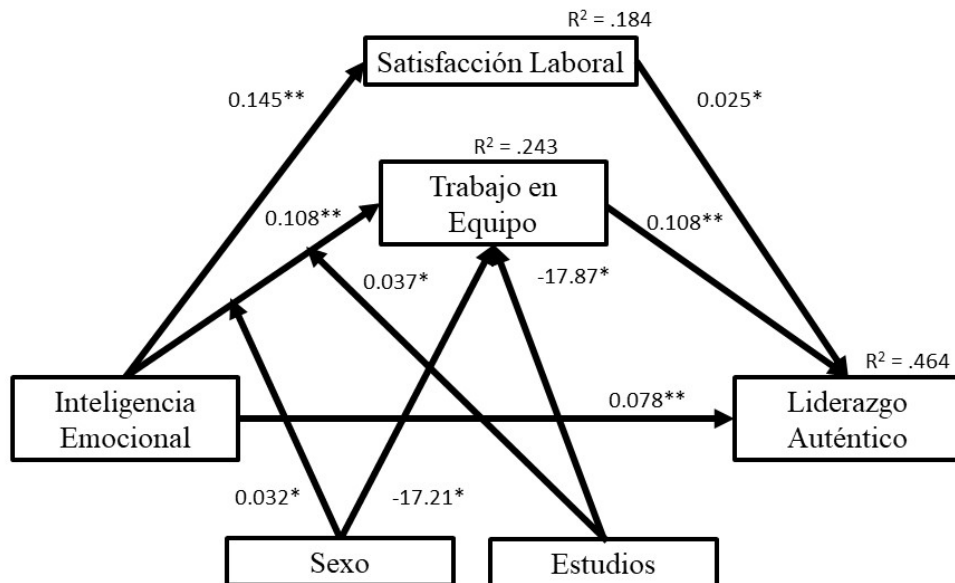 R² = .184
Satisfacción Laboral
0.145**
0.025*
R² = .243
Trabajo en
Equipo
0.108**
0.108**
0.037*
-17.87*
R² = .464
Inteligencia
Emocional
0.078**
Liderazgo
Auténtico
0.032*
-17.21*
Sexo
Estudios